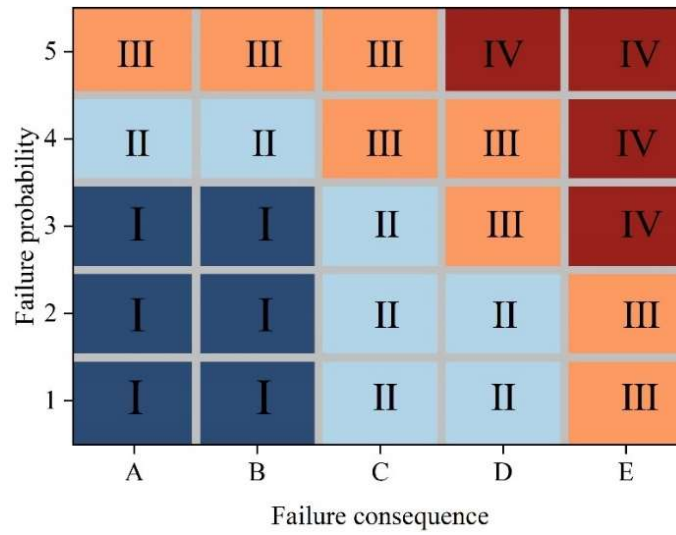 Failure probability
5 III III III IV IV
4 II II III III IV
3 I I II III IV
2 I I II II III
1 I I II II III
A B C D E
Failure consequence